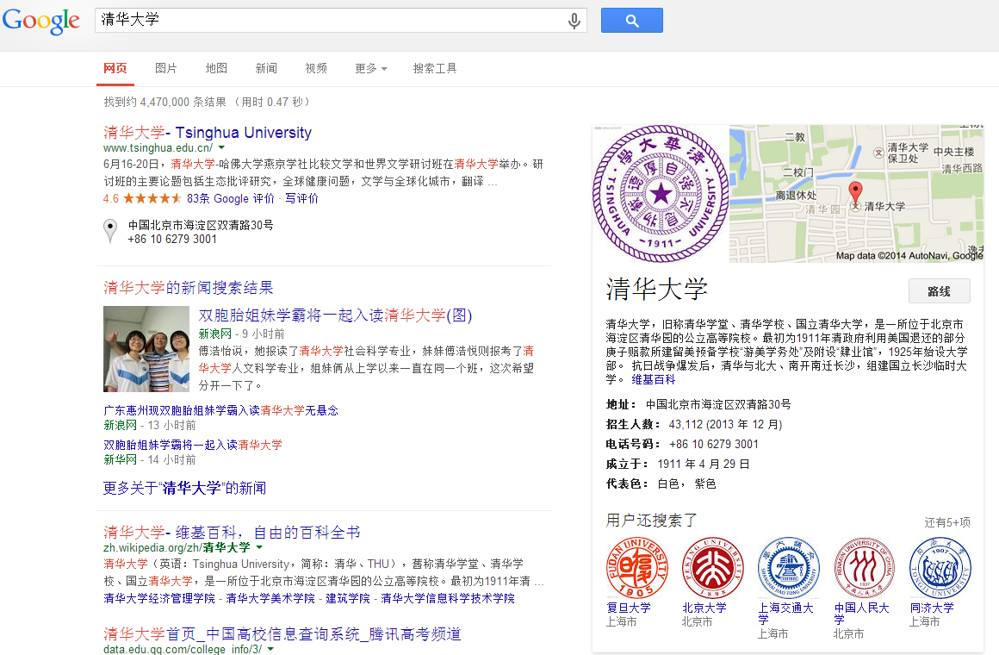 Google
清华大学
网页 图片 地图 新闻 视频 更多 搜索工具
找到约 4,470,000 条结果 （用时 0.47 秒）
清华大学- Tsinghua University
www.tsinghua.edu.cn/
6月16-20日，清华大学-哈佛大学燕京学社比较文学和世界文学研讨班在清华大学举办。研
讨班的主要论题包括生态批评研究，全球健康问题，文学与全球化城市，翻译 ...
4.6 83条 Google 评价 · 写评价
中国北京市海淀区双清路30号
+86 10 6279 3001
清华大学的新闻搜索结果
双胞胎姐妹学霸将一起入读清华大学(图)
新浪网 - 9 小时前
傅浩怡说，她报读了清华大学社会科学专业，妹妹傅浩悦则报考了清
华大学人文科学专业，姐妹俩从上学以来一直在同一个班，这次希望
分开一下了。
广东惠州现双胞胎姐妹学霸入读清华大学无悬念
新浪网 - 13 小时前
双胞胎姐妹学霸将一起入读清华大学
新华网 - 14 小时前
更多关于“清华大学”的新闻
清华大学- 维基百科，自由的百科全书
zh.wikipedia.org/zh/清华大学
清华大学（英语：Tsinghua University，简称：清华、THU），舊称清华学堂、清华学
校、国立清华大学，是一所位于北京市海淀区清华园的公立高等院校。最初为1911年清 ...
清华大学经济管理学院 - 清华大学美术学院 - 建筑学院 - 清华大学信息科学技术学院
清华大学首页_中国高校信息查询系统_腾讯高考频道
data.edu.qq.com/college_info/3/
清華大學
自强不息
厚德载物
TSINGHUA UNIVERSITY
1911
二教
清华大学
保卫处
中央主楼
清华西路
二校门
离退休处
清华园
清华大学
Map data ©2014 AutoNavi, Google
清华大学
路线
清华大学，旧称清华学堂、清华学校、国立清华大学，是一所位于北京市
海淀区清华园的公立高等院校。最初为1911年清政府利用美国退还的部分
庚子赔款所建留美预备学校“游美学务处”及附设“肄业馆”，1925年始设大学
部。 抗日战争爆发后，清华与北大、南开南迁长沙，组建国立长沙临时大
学。 维基百科
地址： 中国北京市海淀区双清路30号
招生人数： 43,112 (2013 年 12 月)
电话号码： +86 10 6279 3001
成立于： 1911 年 4 月 29 日
代表色： 白色， 紫色
用户还搜索了
还有5+项
FUDAN UNIVERSITY 1905
PEKING UNIVERSITY 1898
SHANGHAI JIAO TONG UNIVERSITY
RENMIN UNIVERSITY OF CHINA 1937 中国人民大学
1907 TONGJI UNIVERSITY
复旦大学
上海市
北京大学
北京市
上海交通大
学
上海市
中国人民大
学
北京市
同济大学
上海市